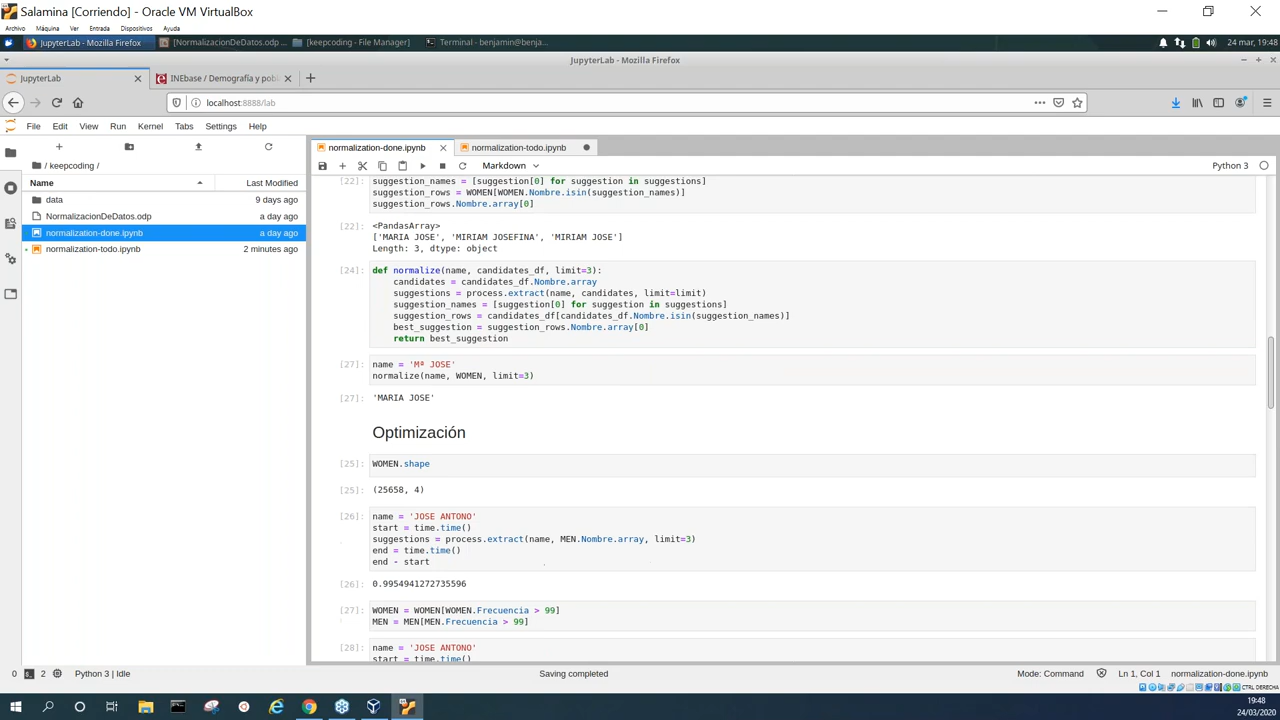 Salamina [Corriendo] - Oracle VM VirtualBox
Archivo Máquina Ver Entrada Dispositivos Ayuda
JupyterLab - Mozilla Firefox [NormalizacionDeDatos.odp ... [keepcoding - File Manager] Terminal - benjamin@benja... 24 mar, 19:48
JupyterLab - Mozilla Firefox
JupyterLab INEbase / Demografía y pobl
localhost:8888/lab
File Edit View Run Kernel Tabs Settings Help
normalization-done.ipynb normalization-todo.ipynb
/ keepcoding /
Markdown Python 3
Name Last Modified
data 9 days ago
NormalizacionDeDatos.odp a day ago
normalization-done.ipynb a day ago
normalization-todo.ipynb 2 minutes ago
[22]: suggestion_names = [suggestion[0] for suggestion in suggestions]
suggestion_rows = WOMEN[WOMEN.Nombre.isin(suggestion_names)]
suggestion_rows.Nombre.array[0]
[22]: <PandasArray>
['MARIA JOSE', 'MIRIAM JOSEFINA', 'MIRIAM JOSE']
Length: 3, dtype: object
[24]: def normalize(name, candidates_df, limit=3):
candidates = candidates_df.Nombre.array
suggestions = process.extract(name, candidates, limit=limit)
suggestion_names = [suggestion[0] for suggestion in suggestions]
suggestion_rows = candidates_df[candidates_df.Nombre.isin(suggestion_names)]
best_suggestion = suggestion_rows.Nombre.array[0]
return best_suggestion
[27]: name = 'Mª JOSE'
normalize(name, WOMEN, limit=3)
[27]: 'MARIA JOSE'
Optimización
[25]: WOMEN.shape
[25]: (25658, 4)
[26]: name = 'JOSE ANTONO'
start = time.time()
suggestions = process.extract(name, MEN.Nombre.array, limit=3)
end = time.time()
end - start
[26]: 0.9954941272735596
[27]: WOMEN = WOMEN[WOMEN.Frecuencia > 99]
MEN = MEN[MEN.Frecuencia > 99]
[28]: name = 'JOSE ANTONO'
start = time.time()
0 2 Python 3 | Idle Saving completed Mode: Command Ln 1, Col 1 normalization-done.ipynb
CTRL DERECHA
19:48
24/03/2020